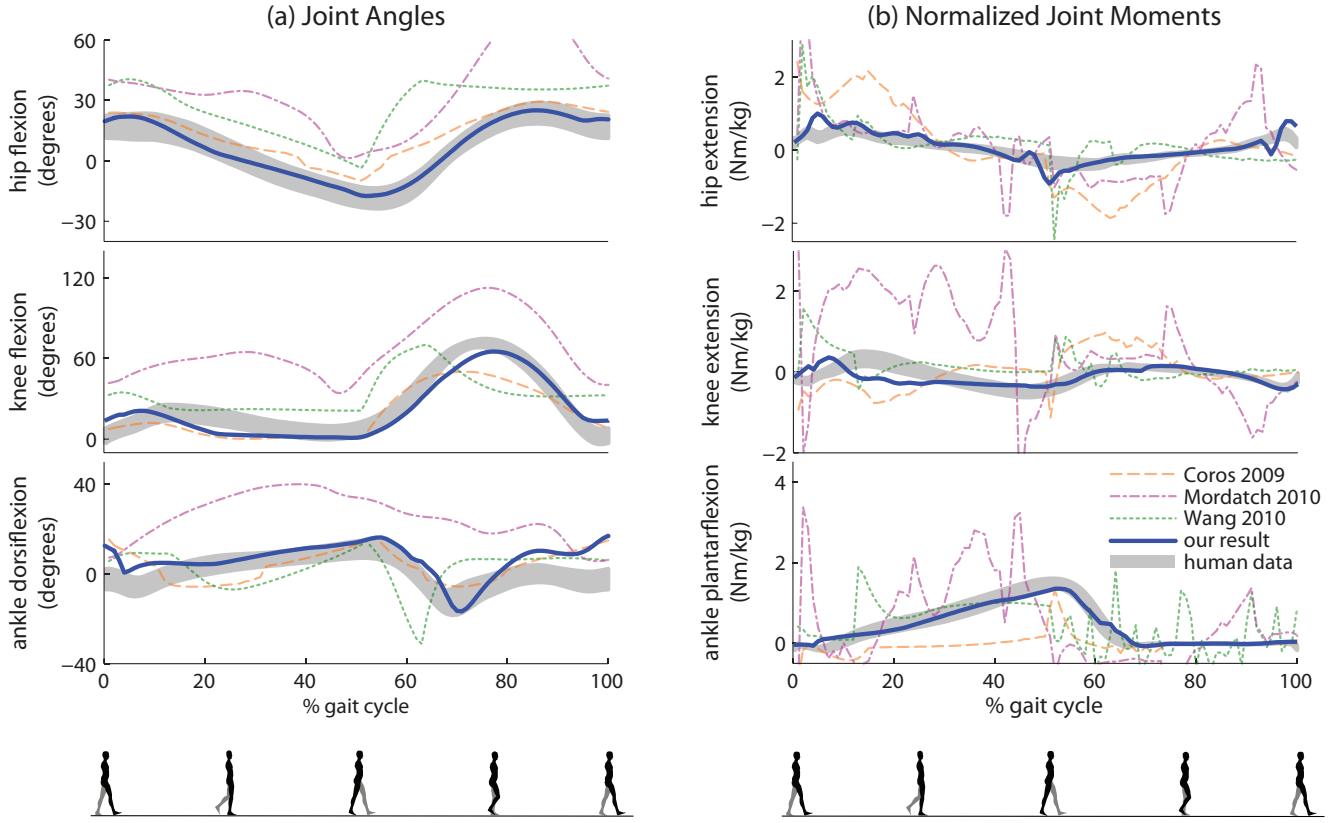 (a) Joint Angles
hip flexion
(degrees)
60
30
0
−30
knee flexion
(degrees)
120
60
0
ankle ddorsiflexion
(degrees)
40
0
−40
0 20 40 60 80 100
% gait cycle
(b) Normalized Joint Moments
hip extension
(Nm/kg)
2
0
−2
knee extension
(Nm/kg)
2
0
−2
ankle plantarflexion
(Nm/kg)
4
2
0
Coros 2009
Mordatch 2010
Wang 2010
our result
human data
0 20 40 60 80 100
% gait cycle